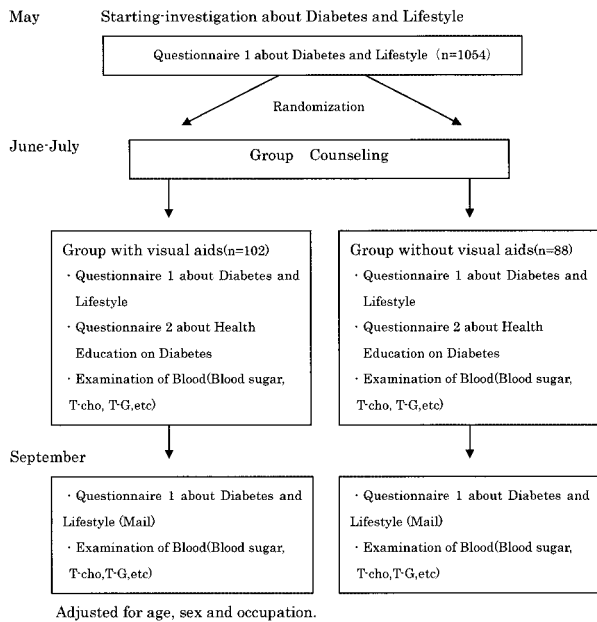 May Starting-investigation about Diabetes and Lifestyle
Questionnaire 1 about Diabetes and Lifestyle (n=1054)
Randomization
June-July
Group Counseling
Group with visual aids(n=102)
· Questionnaire 1 about Diabetes and
Lifestyle
· Questionnaire 2 about Health
Education on Diabetes
· Examination of Blood(Blood sugar,
T-cho, T-G,etc)
Group without visual aids(n=88)
· Questionnaire 1 about Diabetes and
Lifestyle
· Questionnaire 2 about Health
Education on Diabetes
· Examination of Blood(Blood sugar,
T-cho, T-G,etc)
September
· Questionnaire 1 about Diabetes and
Lifestyle (Mail)
· Examination of Blood(Blood sugar,
T-cho,T-G,etc)
· Questionnaire 1 about Diabetes and
Lifestyle (Mail)
· Examination of Blood(Blood sugar,
T-cho,T-G,etc)
Adjusted for age, sex and occupation.